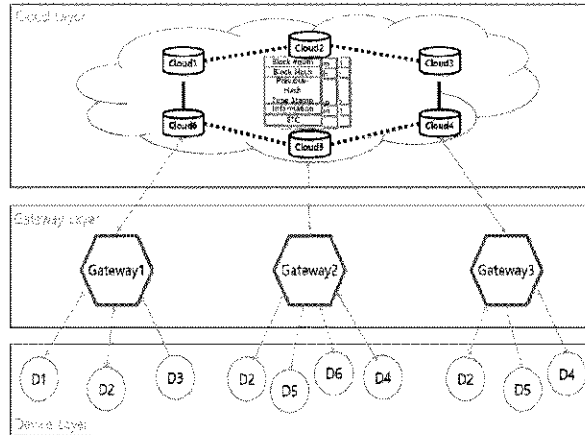 Cloud Layer
Cloud2
Cloud1
Cloud3
Block
Block Hash
Previous
Hash
Time Stamp
Information
ETC
Cloud6
Cloud4
Cloud5
Gateway Layer
Gateway1
Gateway2
Gateway3
D1
D2
D3
D2
D5
D6
D4
D2
D5
D4
Device Layer